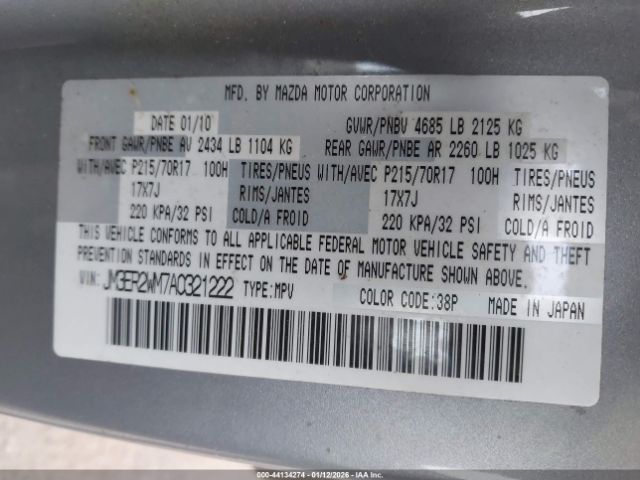 MFD. BY MAZDA MOTOR CORPORATION
DATE 01/10 GVWR/PNBV 4685 LB 2125 KG
FRONT GAWR/PNBE AV 2434 LB 1104 KG REAR GAWR/PNBE AR 2260 LB 1025 KG
WITH/AVEC P215/70R17 100H TIRES/PNEUS WITH/AVEC P215/70R17 100H TIRES/PNEUS
17X7J RIMS/JANTES 17X7J RIMS/JANTES
220 KPA/32 PSI COLD/A FROID 220 KPA/32 PSI COLD/A FROID
THIS VEHICLE CONFORMS TO ALL APPLICABLE FEDERAL MOTOR VEHICLE SAFETY AND THEFT
PREVENTION STANDARDS IN EFFECT ON THE DATE OF MANUFACTURE SHOWN ABOVE.
VIN: JM3ER2WM7A0321222 TYPE:MPV COLOR CODE:38P MADE IN JAPAN
000-44134274 - 01/12/2026 - IAAI.COM